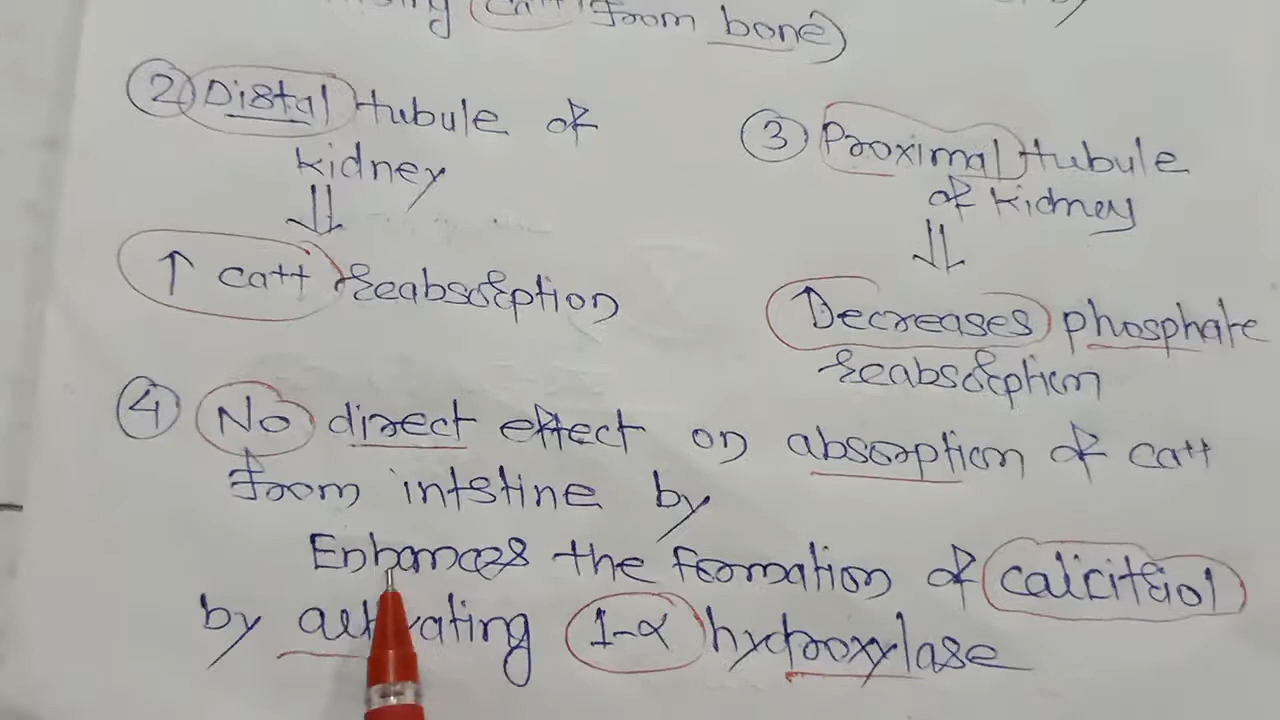 Ca++ from bone)
② Distal tubule of
kidney
⇓
↑ Ca++ reabsorption
③ Proximal tubule
of kidney
⇓
Decreases phosphate
reabsorption
④ No direct effect on absorption of Ca++
from intstine by
Enhances the formation of calcitriol
by activating 1-α hydroxylase